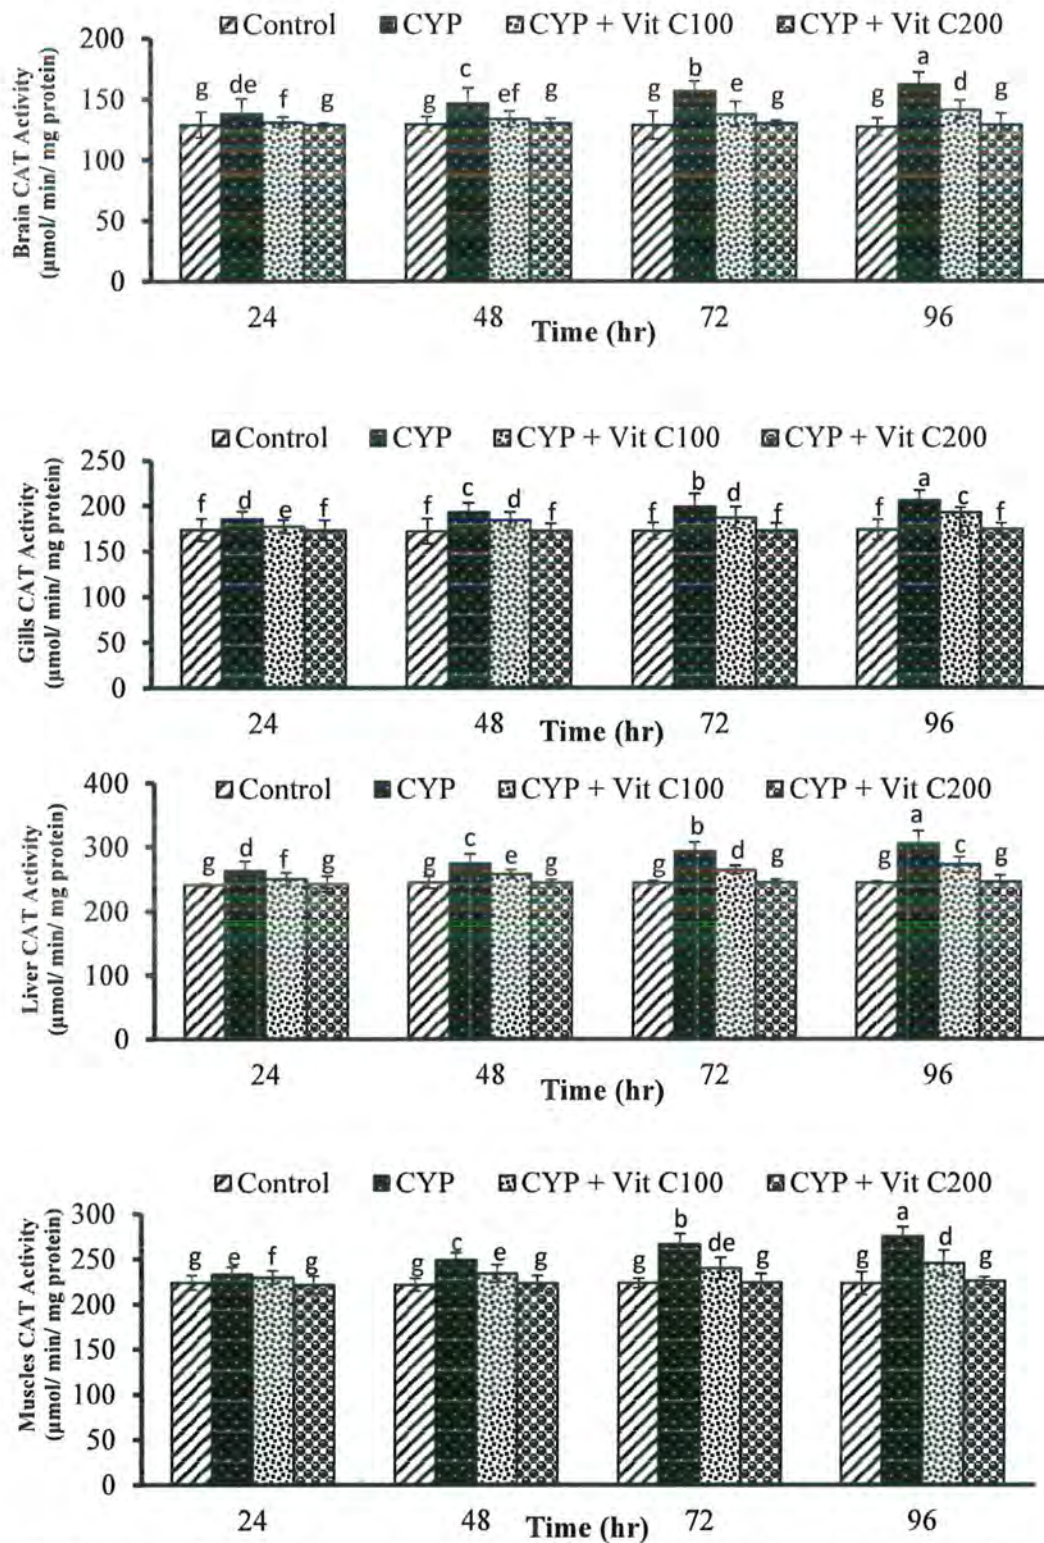 Control CYP CYP + Vit C100 CYP + Vit C200
Brain CAT Activity
(µmol/ min/ mg protein)
200
150
100
50
0
g de f g g c ef g g b e g g a d g
24 48 72 96
Time (hr)
Control CYP CYP + Vit C100 CYP + Vit C200
Gills CAT Activity
(µmol/ min/ mg protein)
250
200
150
100
50
0
f d e f f c d f f b d f f a c f
24 48 72 96
Time (hr)
Control CYP CYP + Vit C100 CYP + Vit C200
Liver CAT Activity
(µmol/ min/ mg protein)
400
300
200
100
0
g d f g g c e g g b d g g a c g
24 48 72 96
Time (hr)
Control CYP CYP + Vit C100 CYP + Vit C200
Muscles CAT Activity
(µmol/ min/ mg protein)
300
250
200
150
100
50
0
g e f g g c e g g b de g g a d g
24 48 72 96
Time (hr)